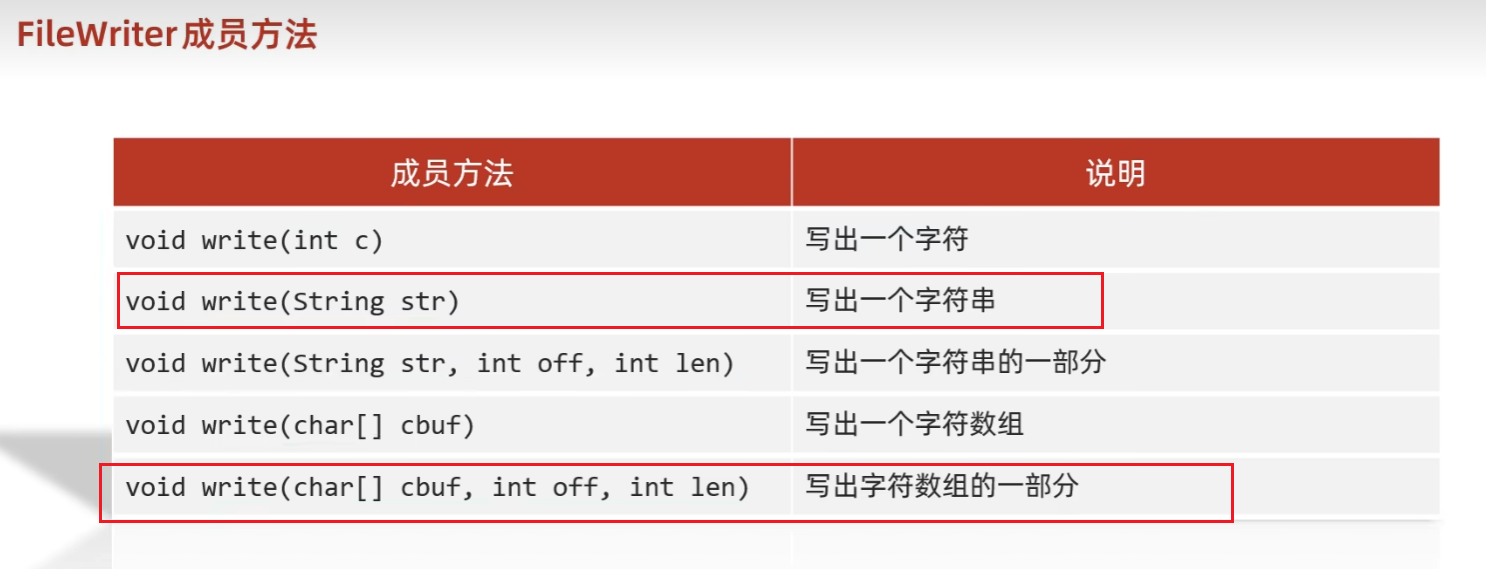 FileWriter成员方法
成员方法 说明
void write(int c) 写出一个字符
void write(String str) 写出一个字符串
void write(String str, int off, int len) 写出一个字符串的一部分
void write(char[] cbuf) 写出一个字符数组
void write(char[] cbuf, int off, int len) 写出字符数组的一部分